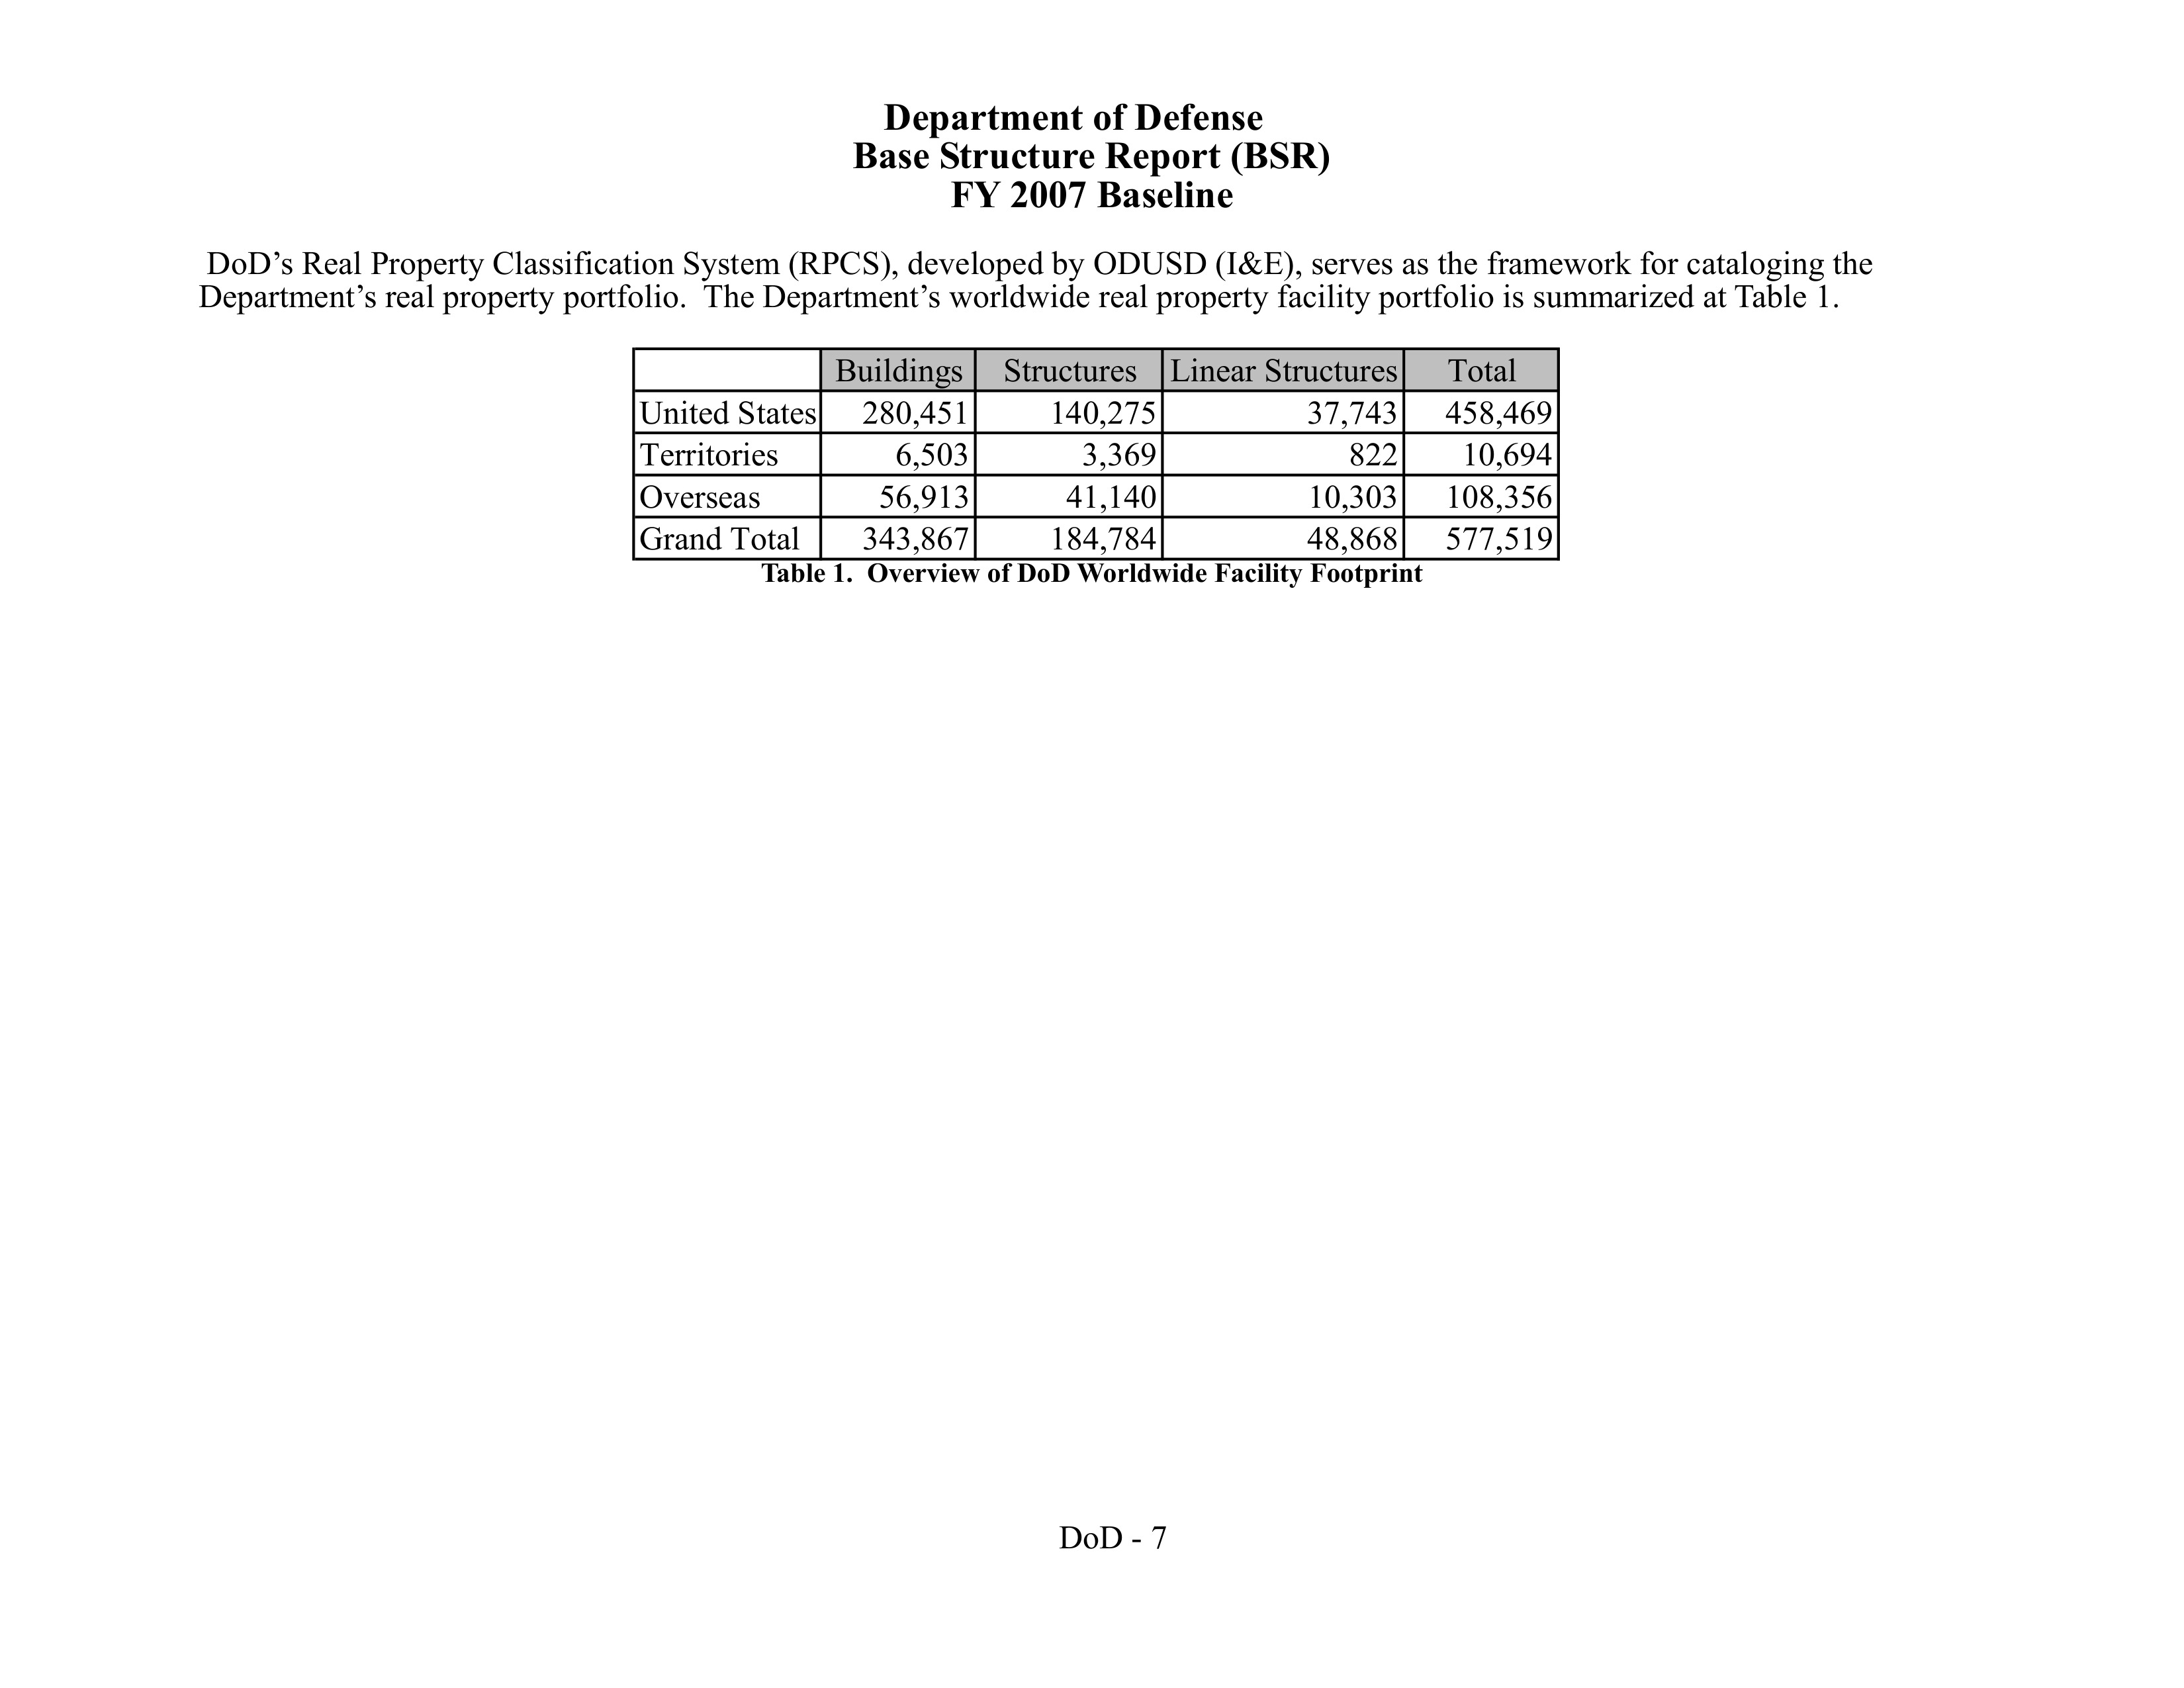 Department of Defense
Base Structure Report (BSR)
FY 2007 Baseline
DoD’s Real Property Classification System (RPCS), developed by ODUSD (I&E), serves as the framework for cataloging the
Department’s real property portfolio.  The Department’s worldwide real property facility portfolio is summarized at Table 1.
Buildings Structures Linear Structures Total
United States 280,451 140,275 37,743 458,469
Territories 6,503 3,369 822 10,694
Overseas 56,913 41,140 10,303 108,356
Grand Total 343,867 184,784 48,868 577,519
Table 1.  Overview of DoD Worldwide Facility Footprint
DoD - 7